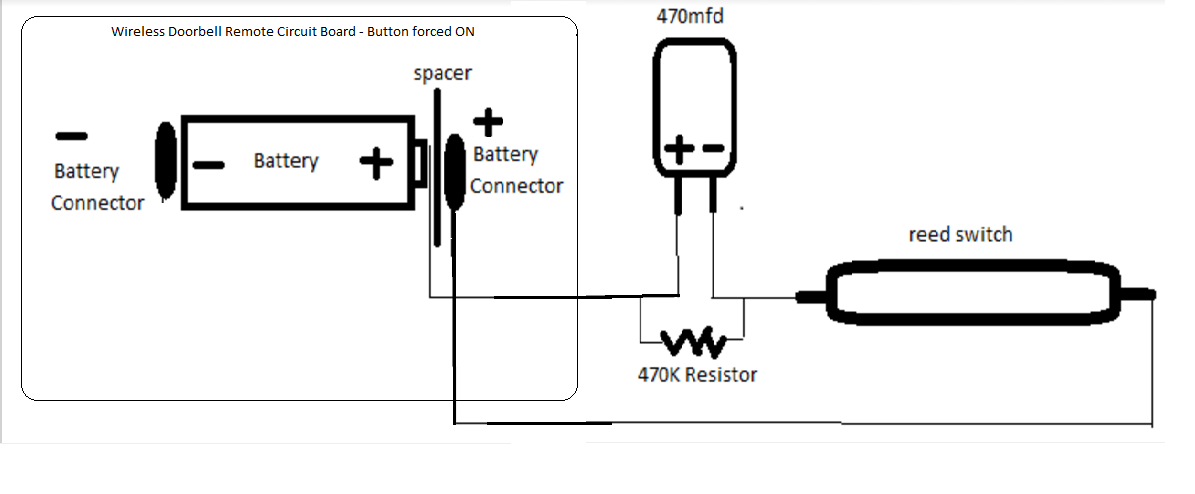 Wireless Doorbell Remote Circuit Board - Button forced ON
470mfd
spacer
− Battery Connector
− Battery +
+ Battery
Connector
+ −
reed switch
470K Resistor